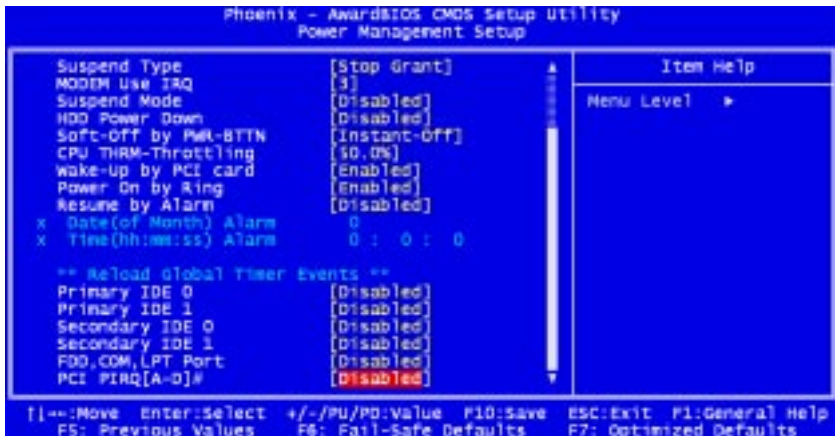 Phoenix - AwardBIOS CMOS Setup Utility
Power Management Setup
Suspend Type [Stop Grant]
MODEM Use IRQ [3]
Suspend Mode [Disabled]
HDD Power Down [Disabled]
Soft-Off by PWR-BTTN [Instant-Off]
CPU THRM-Throttling [50.0%]
Wake-Up by PCI card [Enabled]
Power On by Ring [Enabled]
Resume by Alarm [Disabled]
x Date(of Month) Alarm 0
x Time(hh:mm:ss) Alarm 0 : 0 : 0
** Reload Global Timer Events **
Primary IDE 0 [Disabled]
Primary IDE 1 [Disabled]
Secondary IDE 0 [Disabled]
Secondary IDE 1 [Disabled]
FDD,COM,LPT Port [Disabled]
PCI PIRQ[A-D]# [Disabled]
Item Help
Menu Level ►
↑↓→←:Move Enter:Select +/-/PU/PD:Value F10:Save ESC:Exit F1:General Help
F5: Previous Values F6: Fail-Safe Defaults F7: Optimized Defaults